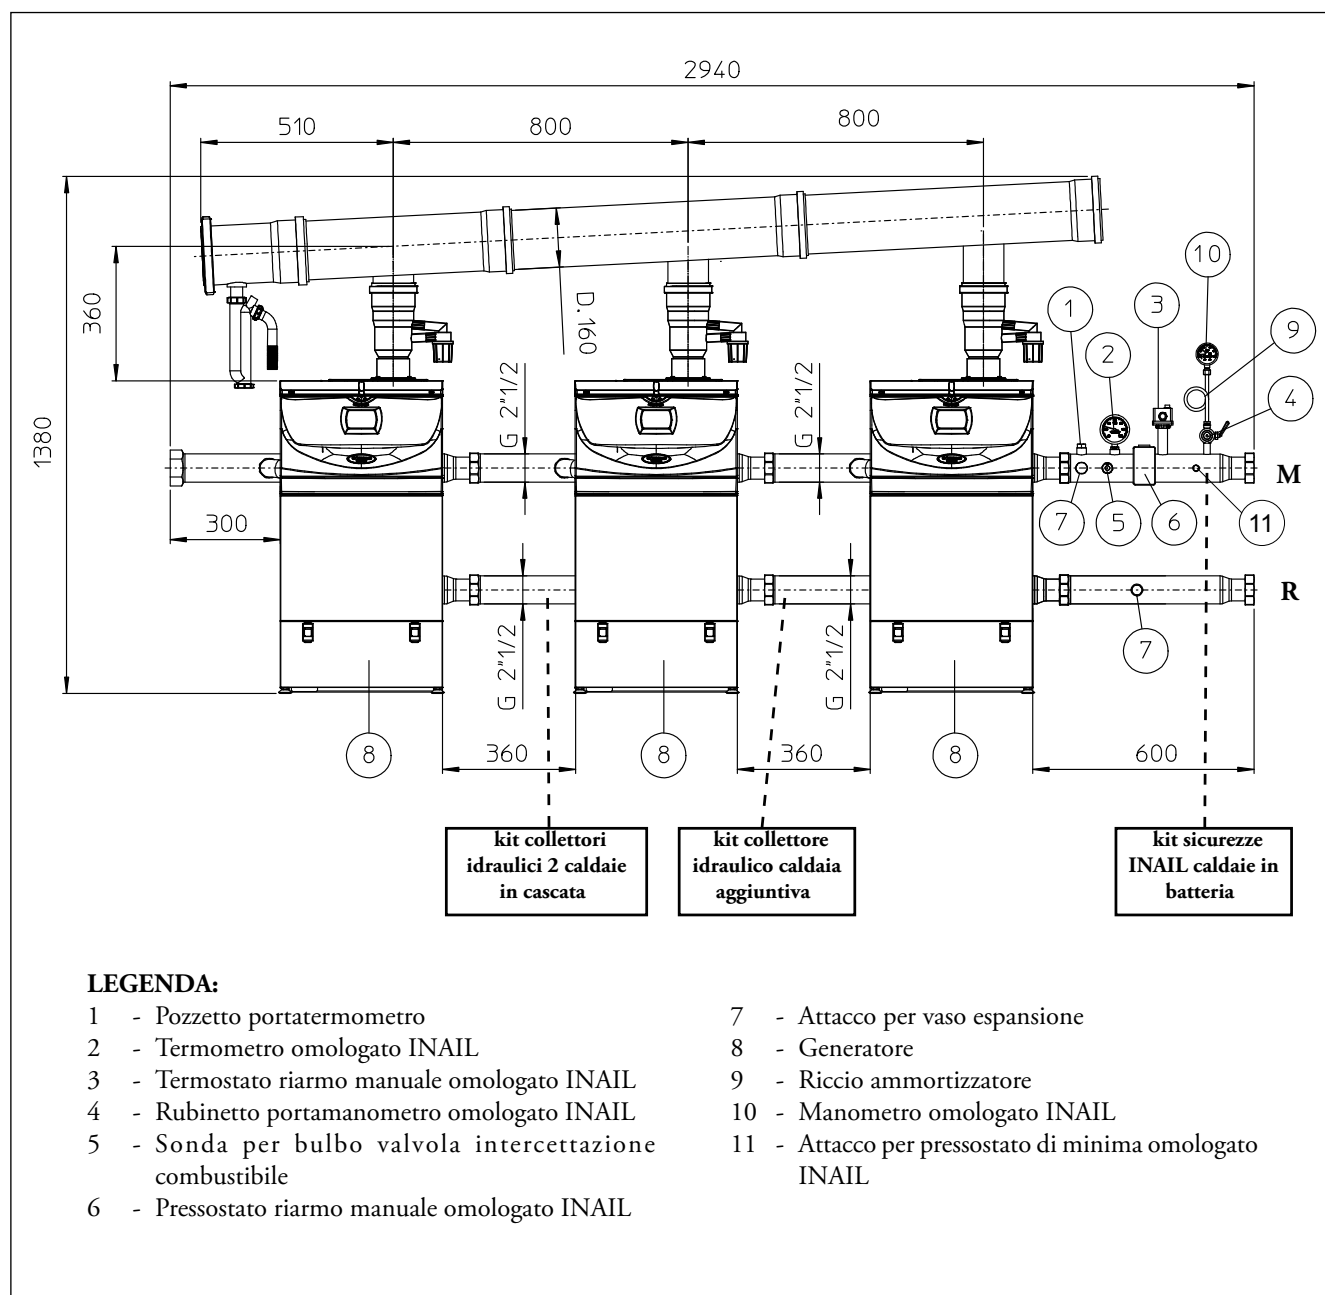 2940
510
800
800
360
1380
D.160
G 2"1/2
G 2"1/2
10
1
3
9
2
4
M
300
7
5
6
11
R
G 2"1/2
G 2"1/2
7
8
8
8
360
360
600
kit collettori
idraulici 2 caldaie
in cascata
kit collettore
idraulico caldaia
aggiuntiva
kit sicurezze
INAIL caldaie in
batteria
LEGENDA:
1 - Pozzetto portatermometro
2 - Termometro omologato INAIL
3 - Termostato riarmo manuale omologato INAIL
4 - Rubinetto portamanometro omologato INAIL
5 - Sonda per bulbo valvola intercettazione
combustibile
6 - Pressostato riarmo manuale omologato INAIL
7 - Attacco per vaso espansione
8 - Generatore
9 - Riccio ammortizzatore
10 - Manometro omologato INAIL
11 - Attacco per pressostato di minima omologato
INAIL